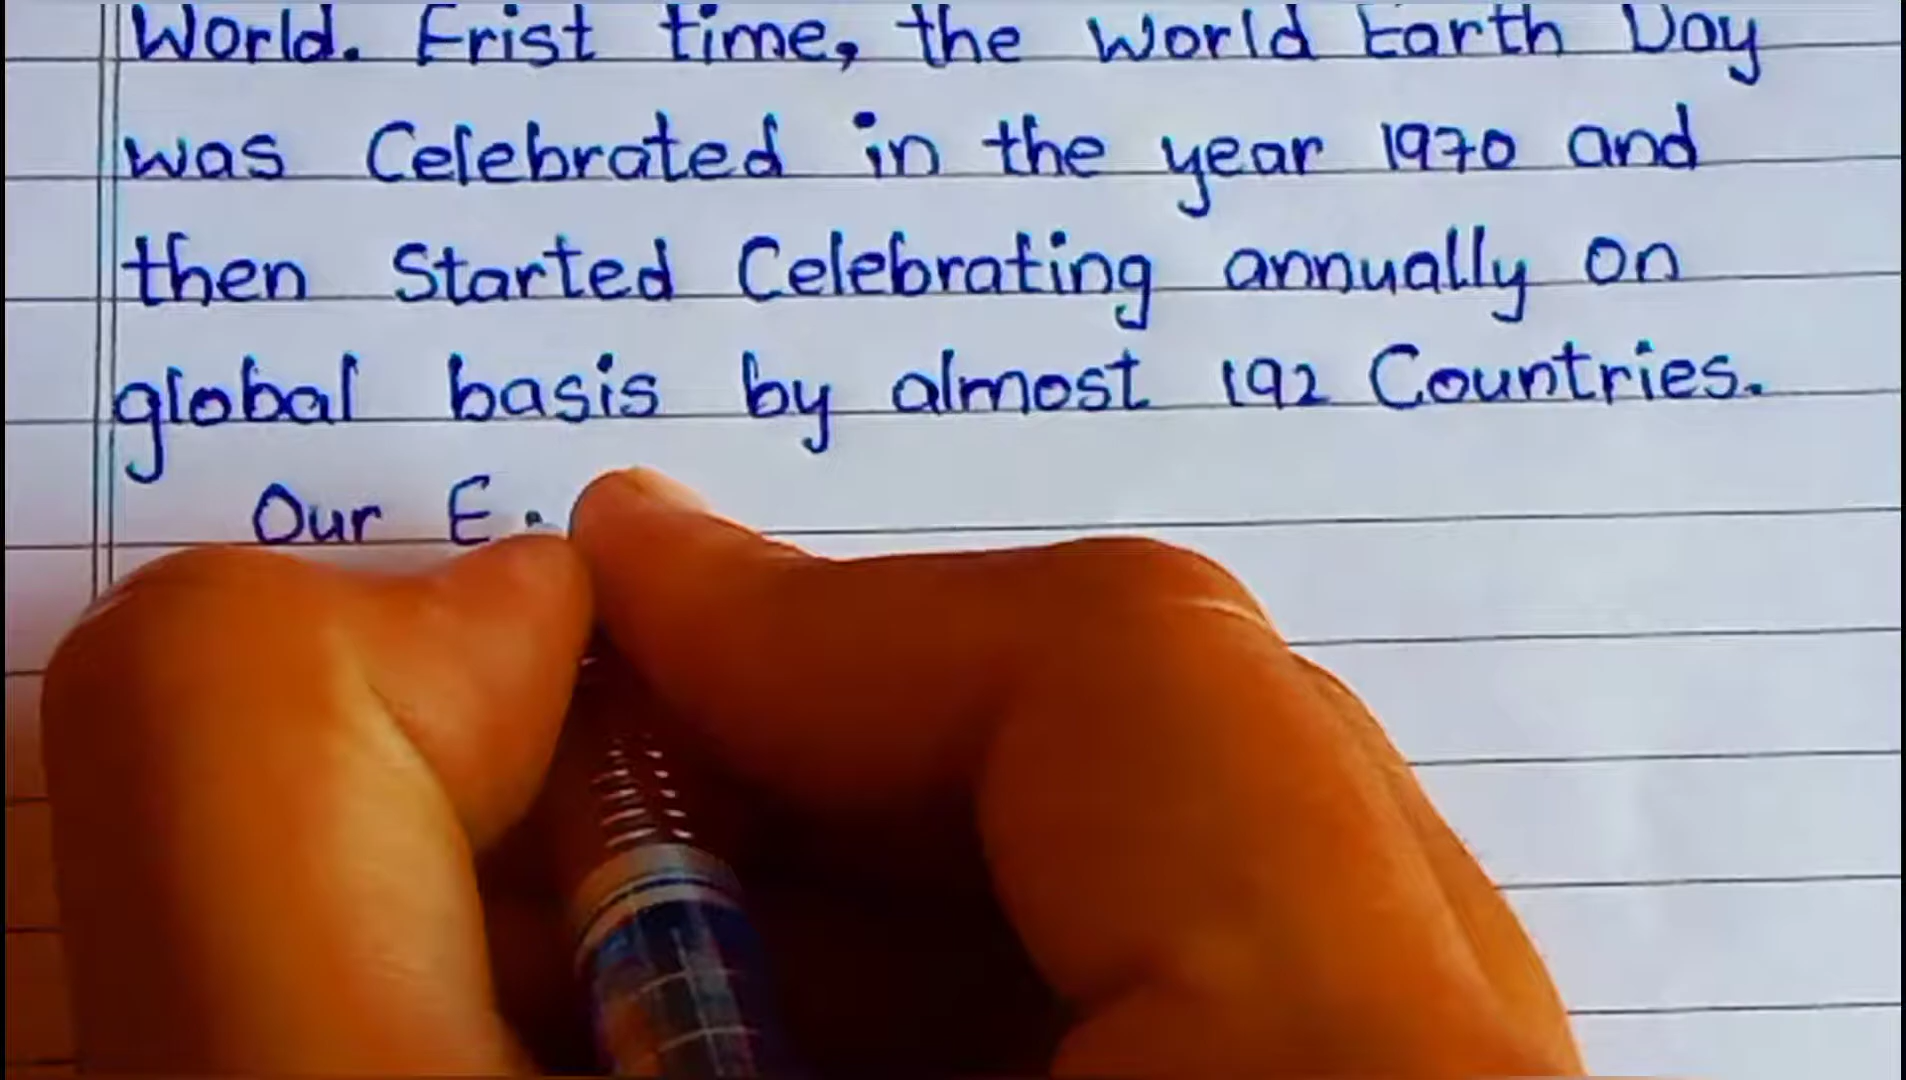 World. Frist time, the World Earth Day
was Celebrated in the year 1970 and
then Started Celebrating annually on
global basis by almost 192 Countries.
Our E